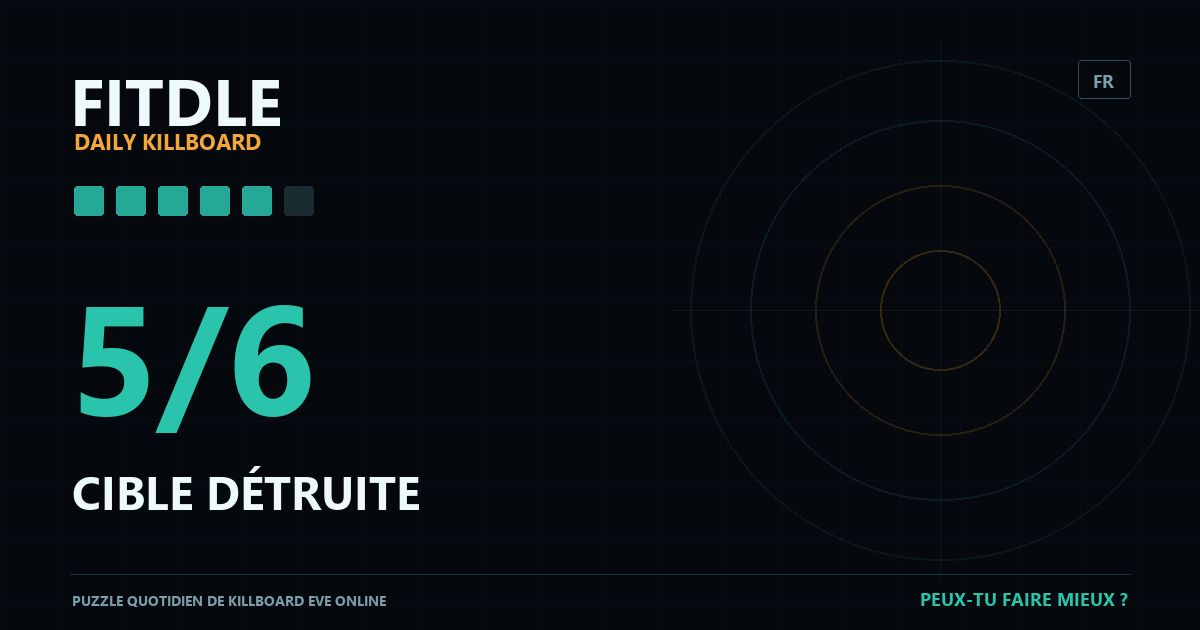 FITDLE
DAILY KILLBOARD
FR
5/6
CIBLE DÉTRUITE
PUZZLE QUOTIDIEN DE KILLBOARD EVE ONLINE
PEUX-TU FAIRE MIEUX ?